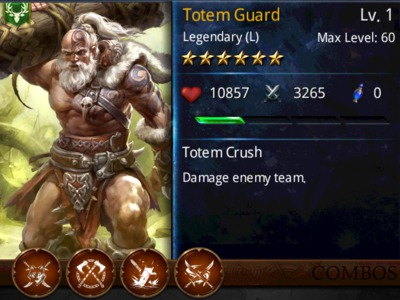 Totem Guard Lv. 1
Legendary (L) Max Level: 60
10857 3265 0
Totem Crush
Damage enemy team.
COMBOS